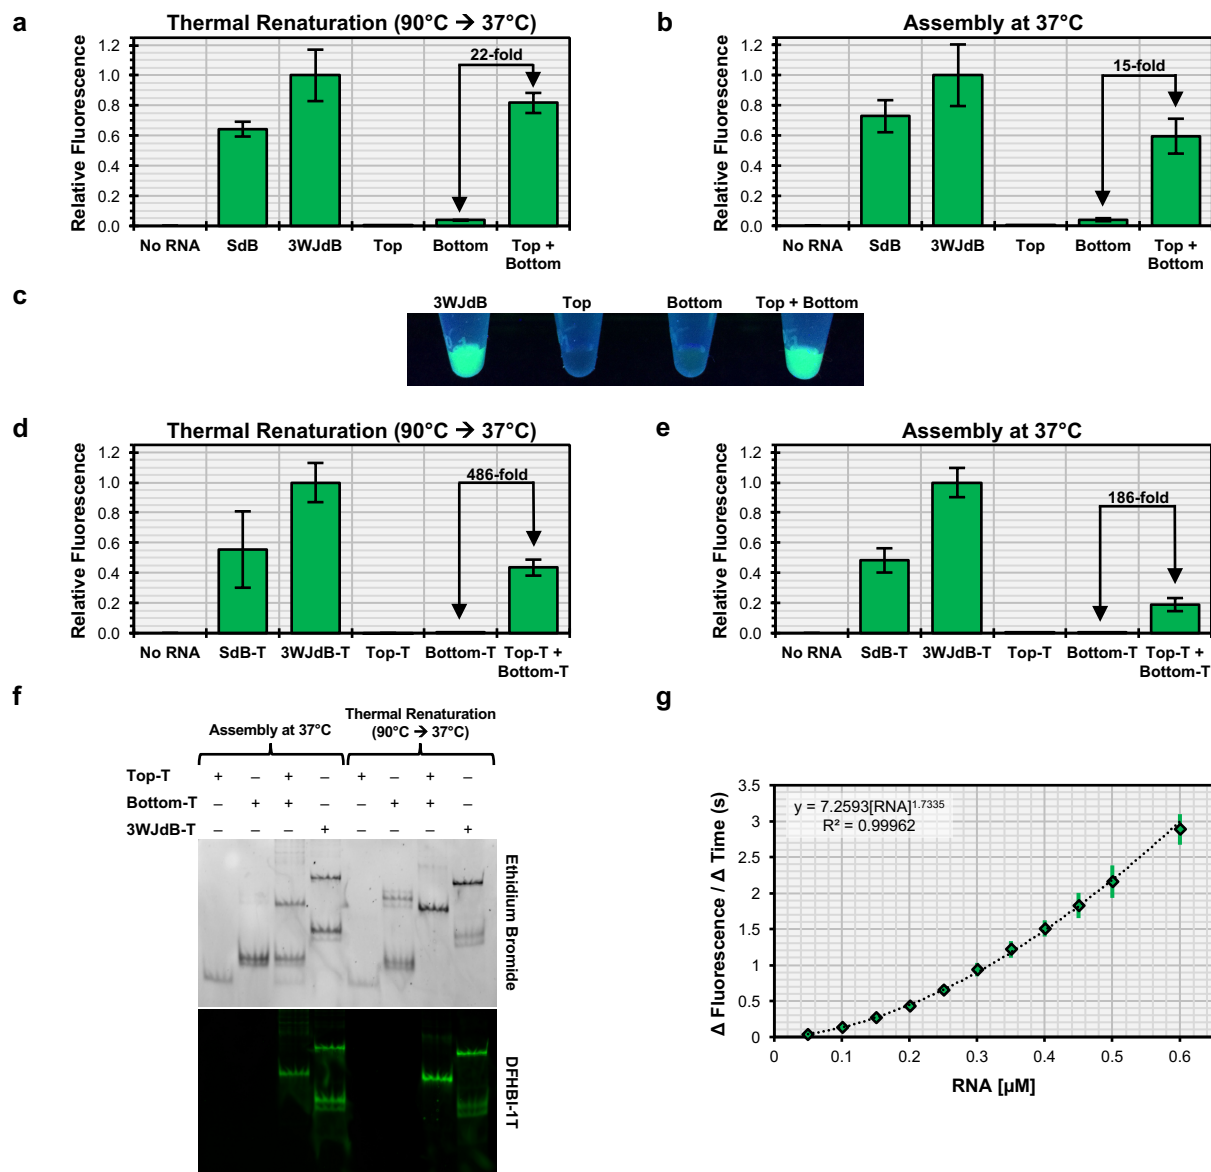 a
Thermal Renaturation (90°C → 37°C)
Relative Fluorescence
1.2
1.0
0.8
0.6
0.4
0.2
0.0
22-fold
No RNA SdB 3WJdB Top Bottom Top + Bottom
b
Assembly at 37°C
Relative Fluorescence
1.2
1.0
0.8
0.6
0.4
0.2
0.0
15-fold
No RNA SdB 3WJdB Top Bottom Top + Bottom
c
3WJdB Top Bottom Top + Bottom
d
Thermal Renaturation (90°C → 37°C)
Relative Fluorescence
1.2
1.0
0.8
0.6
0.4
0.2
0.0
486-fold
No RNA SdB-T 3WJdB-T Top-T Bottom-T Top-T + Bottom-T
e
Assembly at 37°C
Relative Fluorescence
1.2
1.0
0.8
0.6
0.4
0.2
0.0
186-fold
No RNA SdB-T 3WJdB-T Top-T Bottom-T Top-T + Bottom-T
f
Assembly at 37°C
Thermal Renaturation
(90°C → 37°C)
Top-T + – + – + – + –
Bottom-T – + + – – + + –
3WJdB-T – – – + – – – +
Ethidium Bromide
DFHBI-1T
g
Δ Fluorescence / Δ Time (s)
3.5
3
2.5
2
1.5
1
0.5
0
y = 7.2593[RNA]^1.7335
R² = 0.99962
0 0.1 0.2 0.3 0.4 0.5 0.6
RNA [µM]